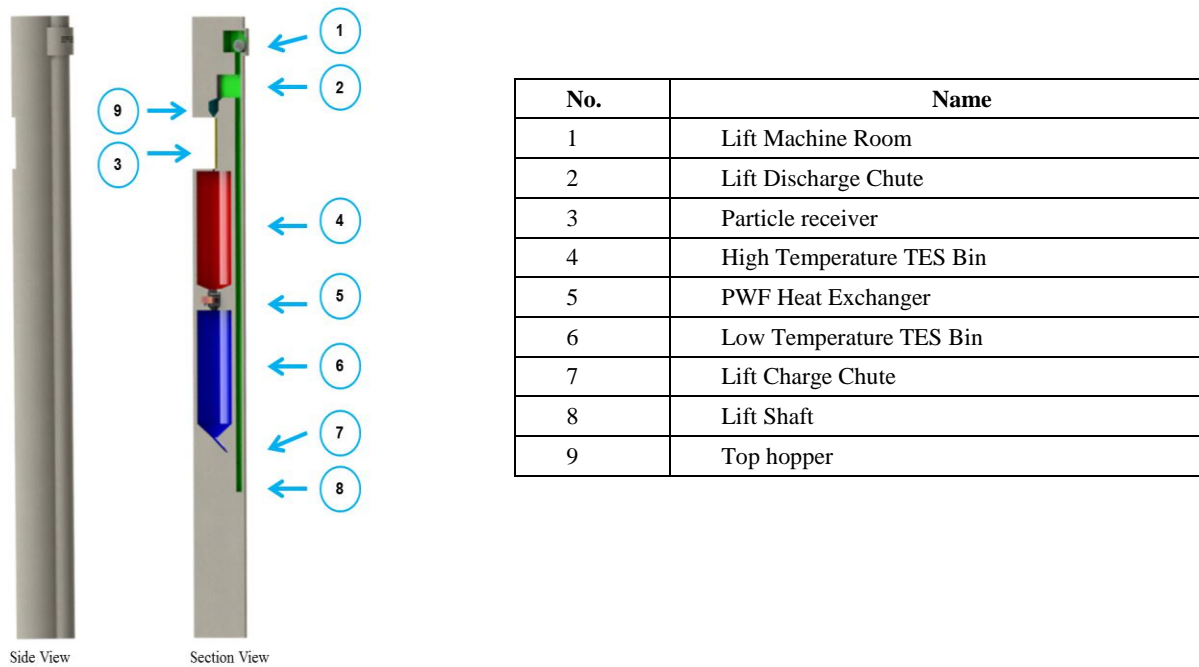 1
2
9
3
4
5
6
7
8
Side View
Section View
No. Name
1 Lift Machine Room
2 Lift Discharge Chute
3 Particle receiver
4 High Temperature TES Bin
5 PWF Heat Exchanger
6 Low Temperature TES Bin
7 Lift Charge Chute
8 Lift Shaft
9 Top hopper